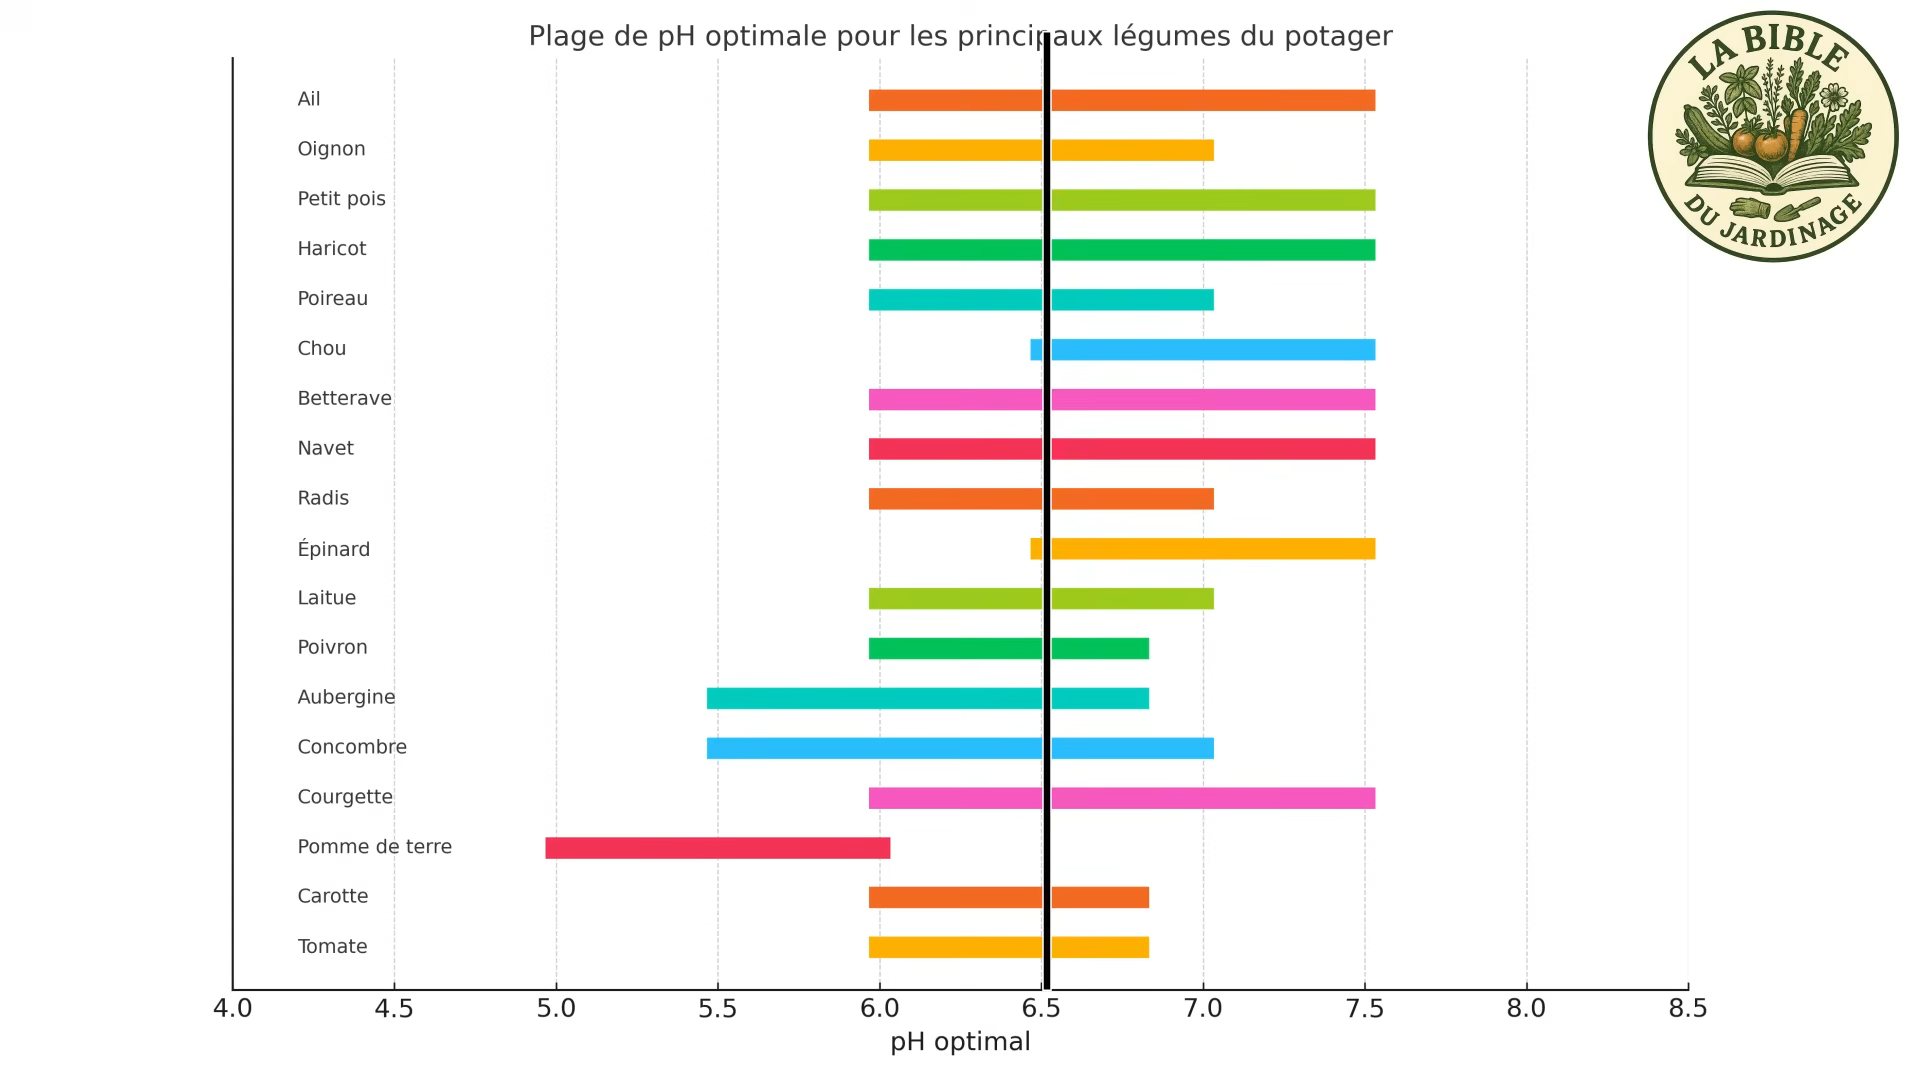 Plage de pH optimale pour les principaux légumes du potager
LA BIBLE
DU JARDINAGE
Ail
Oignon
Petit pois
Haricot
Poireau
Chou
Betterave
Navet
Radis
Épinard
Laitue
Poivron
Aubergine
Concombre
Courgette
Pomme de terre
Carotte
Tomate
4.0 4.5 5.0 5.5 6.0 6.5 7.0 7.5 8.0 8.5
pH optimal